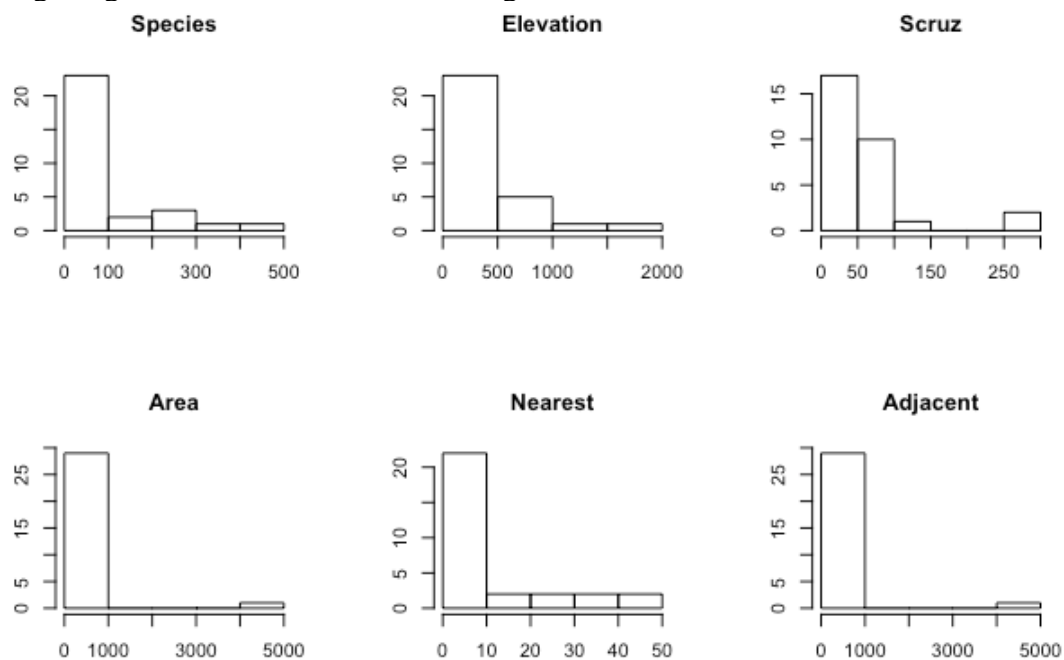 Species Elevation Scruz
0 5 10 20
0 100 300 500
0 5 10 20
0 500 1000 2000
0 5 10 15
0 50 150 250
Area Nearest Adjacent
0 5 15 25
0 1000 3000 5000
0 5 10 20
0 10 20 30 40 50
0 5 15 25
0 1000 3000 5000